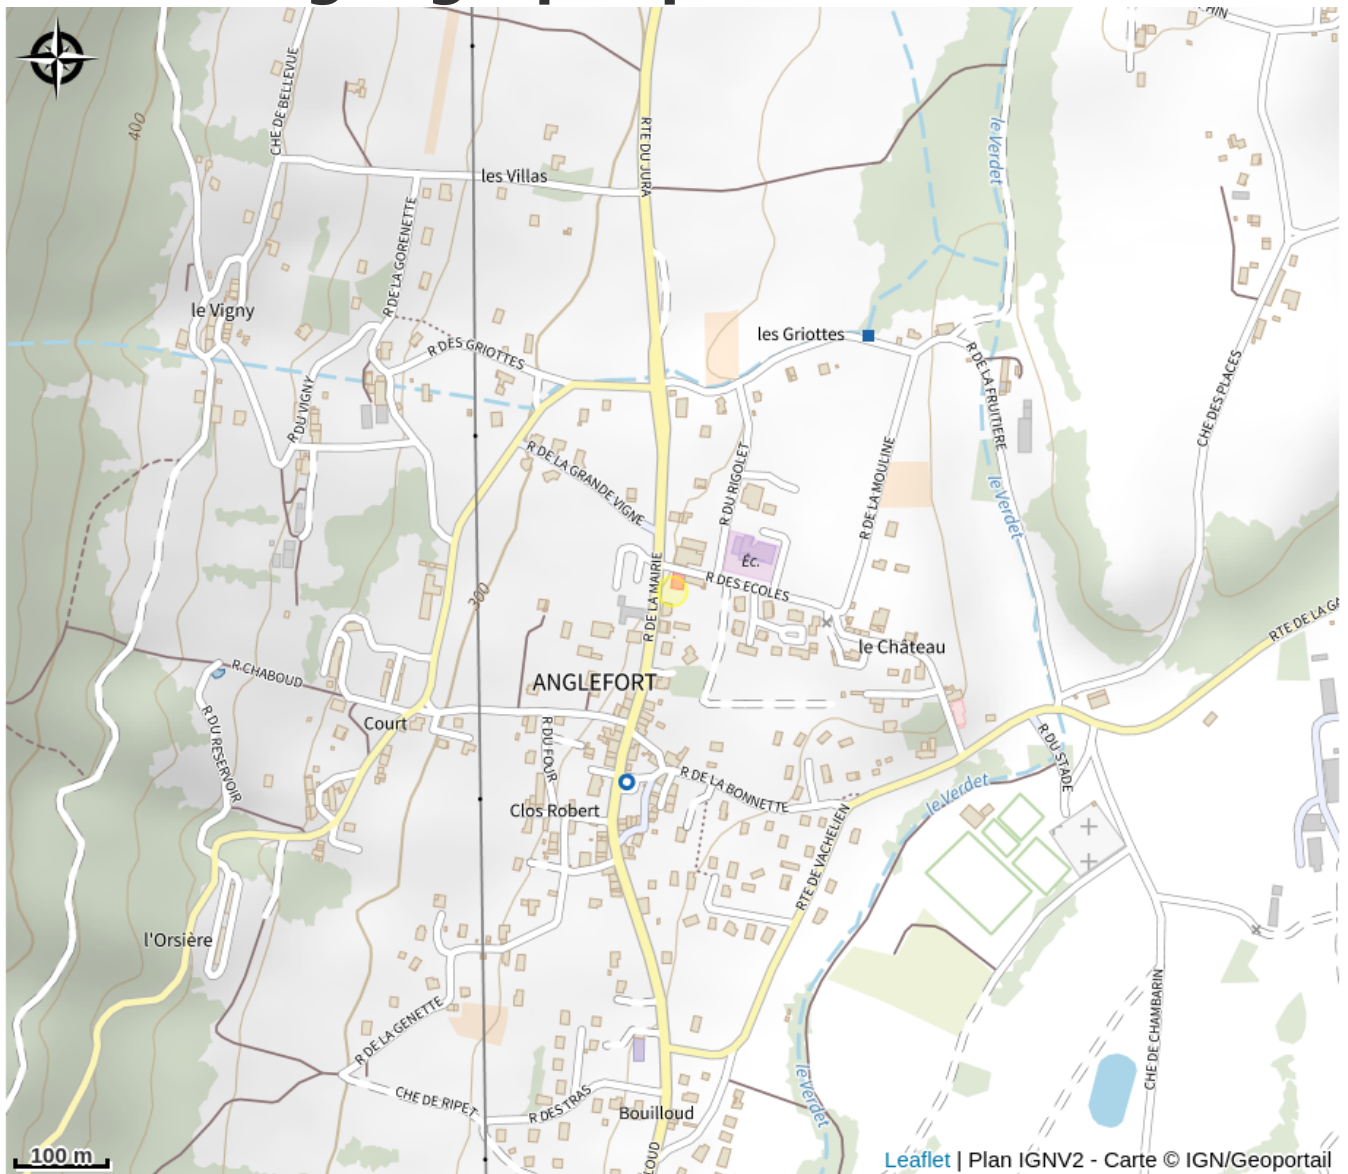 CHE DE BELLEVUE
400
les Villas
RTE DU JURA
le Verdet
R DE LA GORENETTE
le Vigny
R DES GRIOTTES
les Griottes
R DE LA FRUITIERE
CHE DES PLACES
R DU VIGNY
R DE LA GRANDE VIGNE
R DU RIGOLET
R DE LA MOULINE
le Verdet
Éc.
R DES ECOLES
300
R DE LA MAIRIE
RTE DE LA GA
le Château
R CHABOUD
ANGLEFORT
Court
R DU RESERVOIR
R DU FOUR
R DU STADE
R DE LA BONNETTE
le Verdet
Clos Robert
RTE DE VACHELIEN
l'Orsière
R DE LA GENETTE
CHE DE CHAMBARIN
CHE DE RIPET
R DES TRAS
le Verdet
Bouilloud
LOUD
100 m
Leaflet | Plan IGNV2 - Carte © IGN/Geoportail